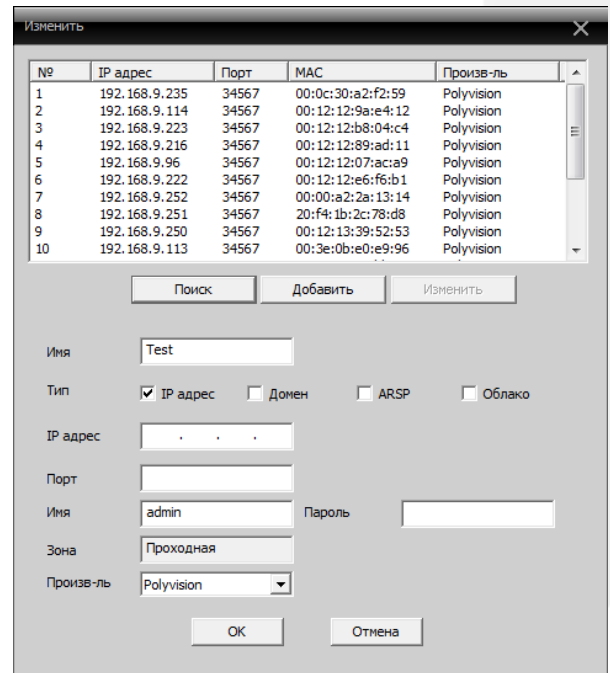 Изменить
№ IP адрес Порт MAC Произв-ль
1 192.168.9.235 34567 00:0c:30:a2:f2:59 Polyvision
2 192.168.9.114 34567 00:12:12:9a:e4:12 Polyvision
3 192.168.9.223 34567 00:12:12:b8:04:c4 Polyvision
4 192.168.9.216 34567 00:12:12:89:ad:11 Polyvision
5 192.168.9.96 34567 00:12:12:07:ac:a9 Polyvision
6 192.168.9.222 34567 00:12:12:e6:f6:b1 Polyvision
7 192.168.9.252 34567 00:00:a2:2a:13:14 Polyvision
8 192.168.9.251 34567 20:f4:1b:2c:78:d8 Polyvision
9 192.168.9.250 34567 00:12:13:39:52:53 Polyvision
10 192.168.9.113 34567 00:3e:0b:e0:e9:96 Polyvision
Поиск Добавить Изменить
Имя Test
Тип IP адрес Домен ARSP Облако
IP адрес . . .
Порт
Имя admin Пароль
Зона Проходная
Произв-ль Polyvision
OK Отмена